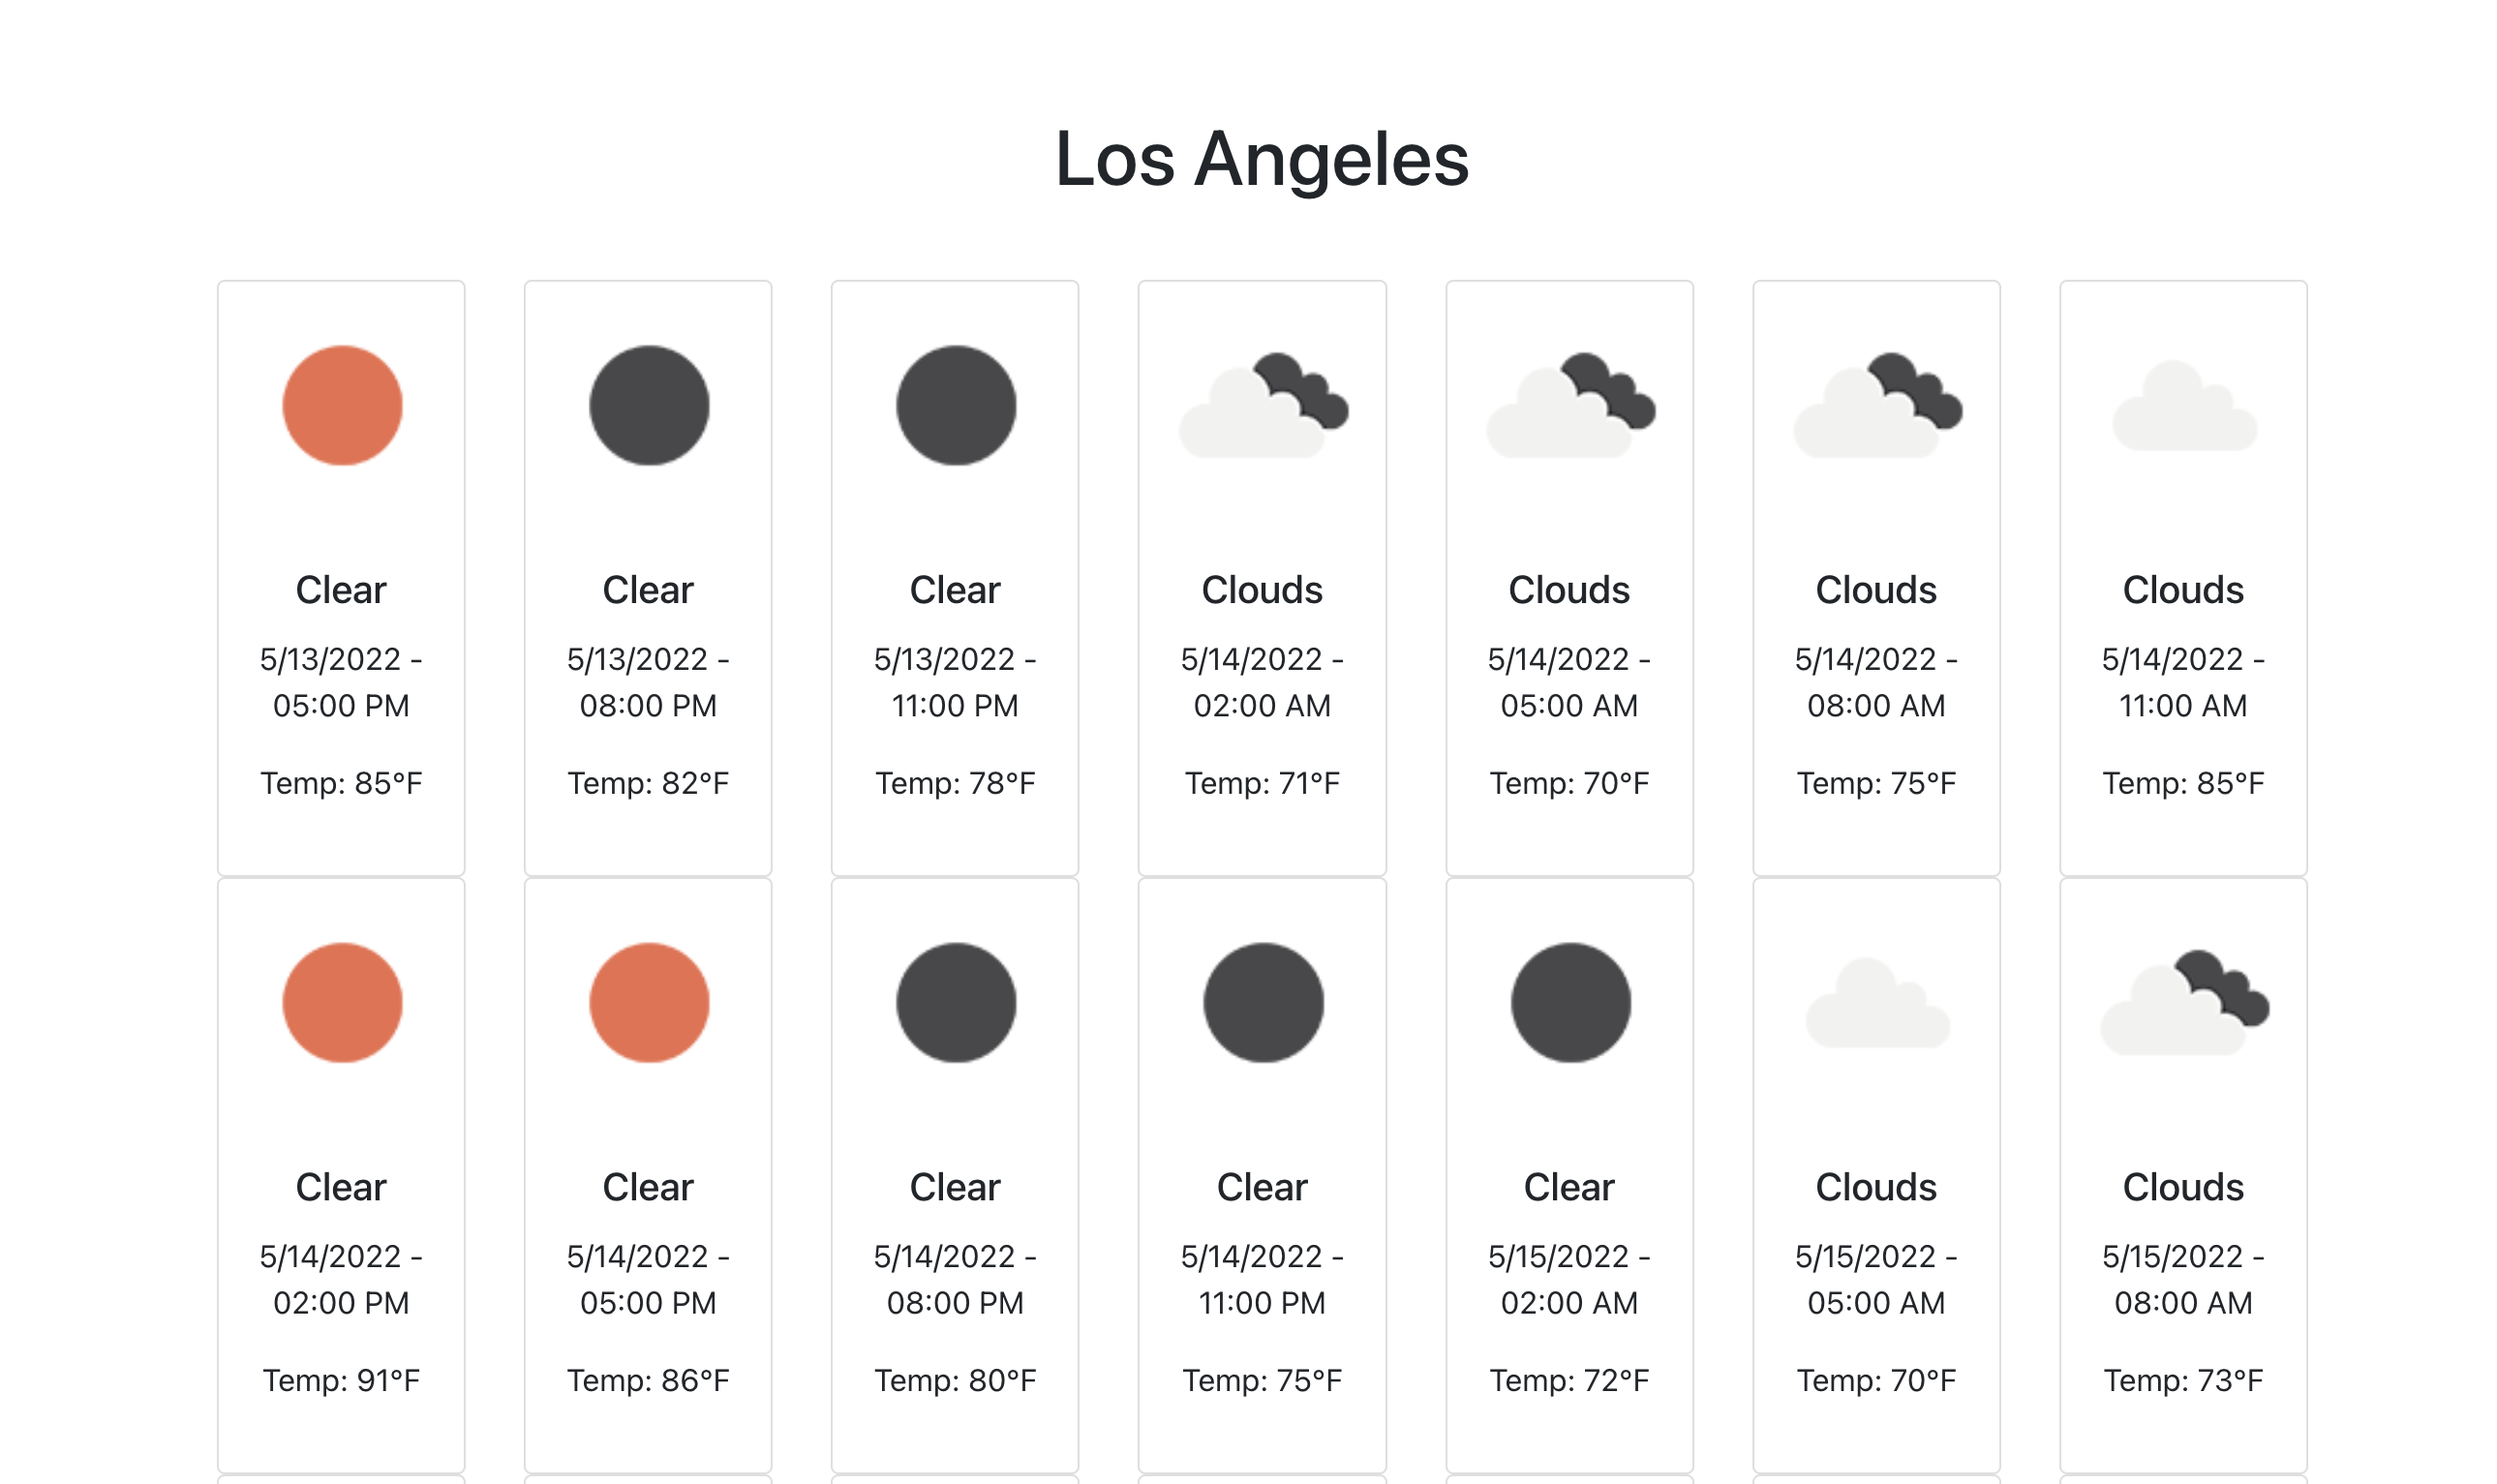 Los Angeles
Clear
5/13/2022 -
05:00 PM
Temp: 85°F
Clear
5/13/2022 -
08:00 PM
Temp: 82°F
Clear
5/13/2022 -
11:00 PM
Temp: 78°F
Clouds
5/14/2022 -
02:00 AM
Temp: 71°F
Clouds
5/14/2022 -
05:00 AM
Temp: 70°F
Clouds
5/14/2022 -
08:00 AM
Temp: 75°F
Clouds
5/14/2022 -
11:00 AM
Temp: 85°F
Clear
5/14/2022 -
02:00 PM
Temp: 91°F
Clear
5/14/2022 -
05:00 PM
Temp: 86°F
Clear
5/14/2022 -
08:00 PM
Temp: 80°F
Clear
5/14/2022 -
11:00 PM
Temp: 75°F
Clear
5/15/2022 -
02:00 AM
Temp: 72°F
Clouds
5/15/2022 -
05:00 AM
Temp: 70°F
Clouds
5/15/2022 -
08:00 AM
Temp: 73°F